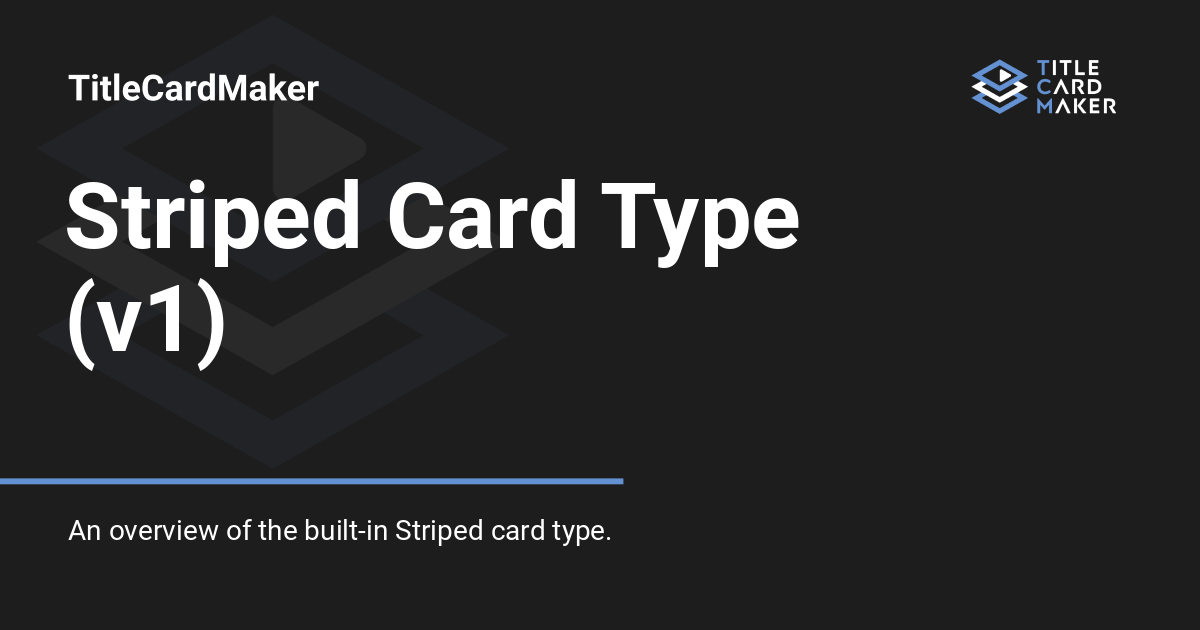 TitleCardMaker
TITLE
CARD
MAKER
Striped Card Type
(v1)
An overview of the built-in Striped card type.